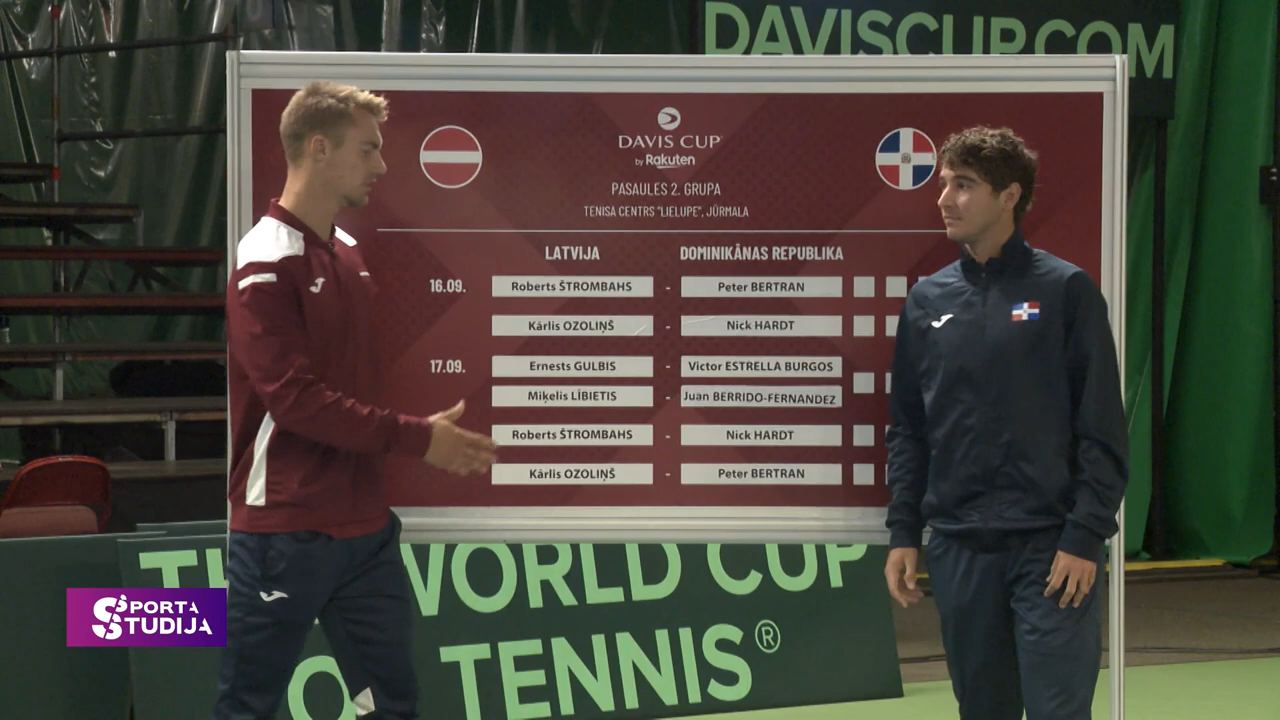 DAVISCUP.COM
DAVIS CUP
by Rakuten
PASAULES 2. GRUPA
TENISA CENTRS "LIELUPE", JŪRMALA
LATVIJA DOMINIKĀNAS REPUBLIKA
16.09. Roberts ŠTROMBAHS - Peter BERTRAN
Kārlis OZOLIŅŠ - Nick HARDT
17.09. Ernests GULBIS - Victor ESTRELLA BURGOS
Miķelis LĪBIETIS - Juan BERRIDO-FERNANDEZ
Roberts ŠTROMBAHS - Nick HARDT
Kārlis OZOLIŅŠ - Peter BERTRAN
WORLD CUP
TENNIS®
SPORTA
STUDIJA